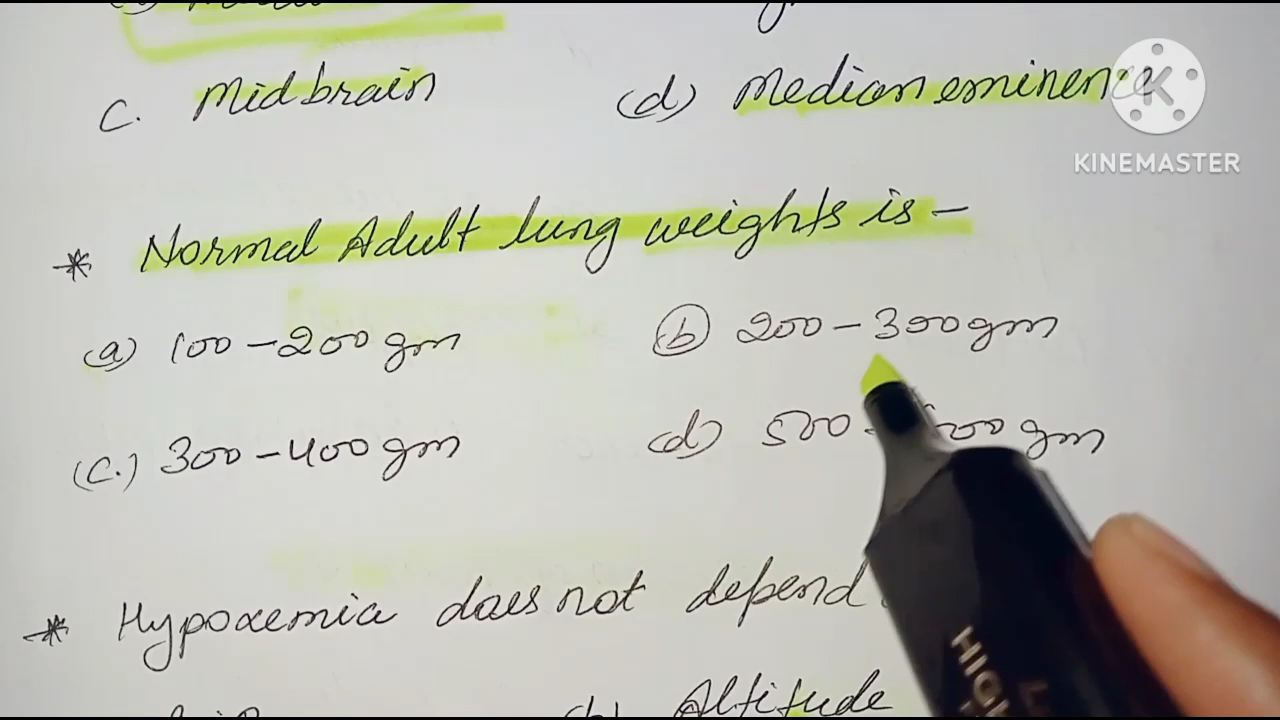 C. Midbrain (d) Median eminence
KINEMASTER
* Normal Adult lung weights is –
(a) 100 – 200 gm (b) 200 – 300 gm
(C.) 300 – 400 gm (d) 500 gm
* Hypoxemia does not depend
(b) Altitude